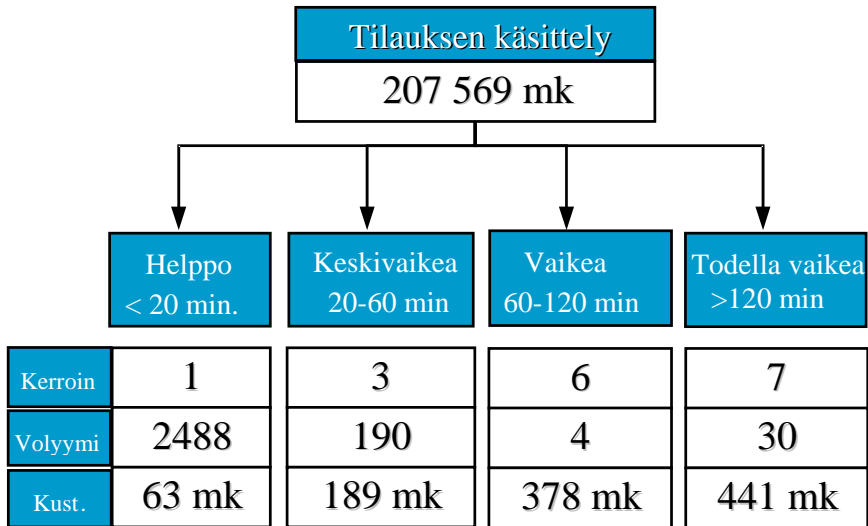 Tilauksen käsittely
207 569 mk
Helppo
< 20 min.
Keskivaikea
20-60 min
Vaikea
60-120 min
Todella vaikea
>120 min
Kerroin 1 3 6 7
Volyymi 2488 190 4 30
Kust. 63 mk 189 mk 378 mk 441 mk